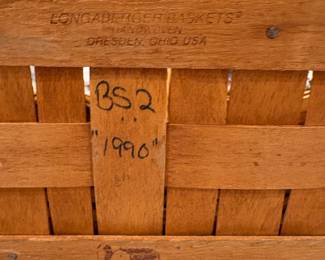 LONGABERGER BASKETS®
HANDWOVEN
DRESDEN, OHIO USA
BS2
"1990"